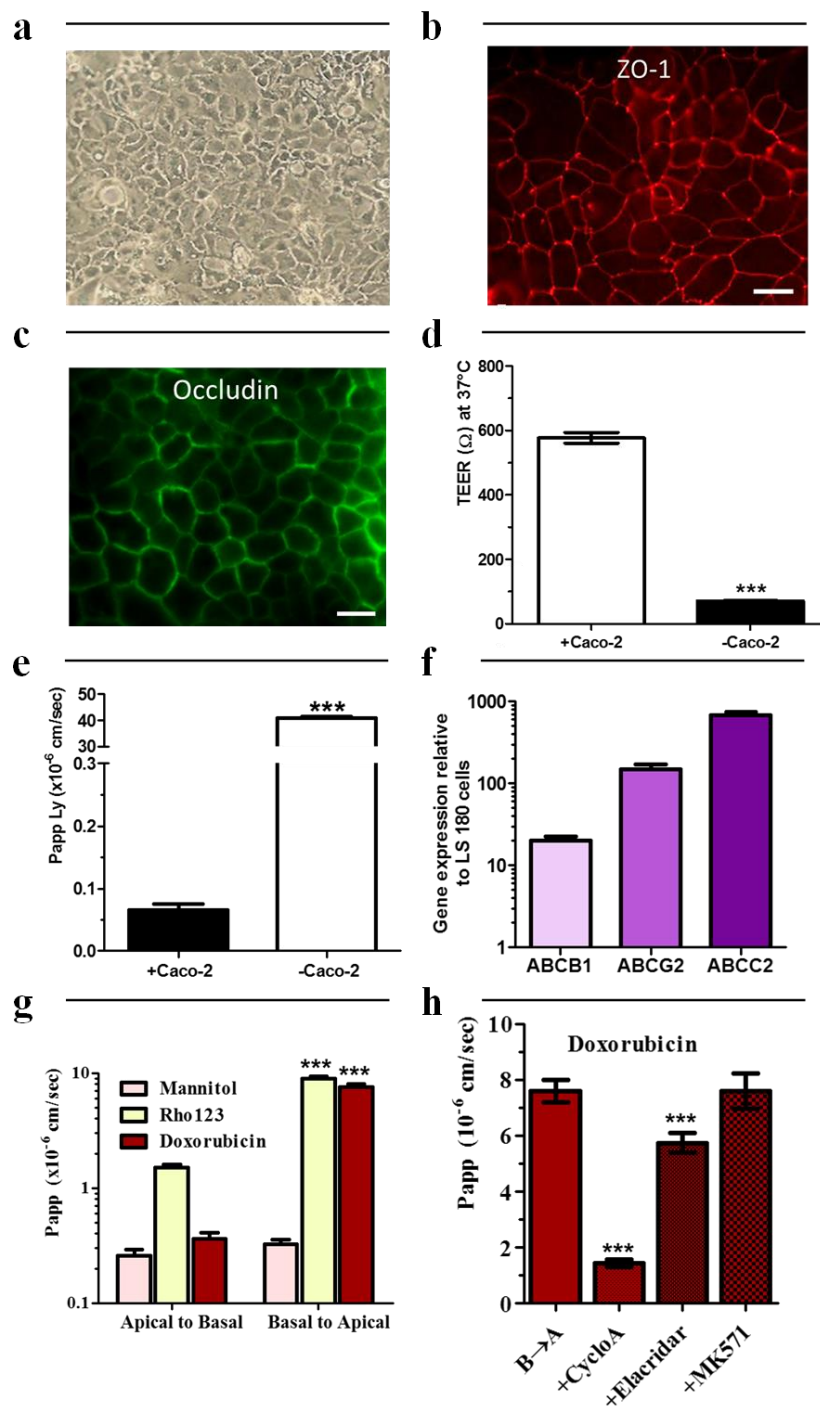 a
b
ZO-1
c
Occludin
d
TEER (Ω) at 37°C
800
600
400
200
0
***
+Caco-2
-Caco-2
e
Papp Ly (x10⁻⁶ cm/sec)
50
40
30
0.3
0.2
0.1
0.0
***
+Caco-2
-Caco-2
f
Gene expression relative
to LS 180 cells
1000
100
10
1
ABCB1
ABCG2
ABCC2
g
Papp (x10⁻⁶ cm/sec)
10
1
0.1
Mannitol
Rho123
Doxorubicin
*** ***
Apical to Basal
Basal to Apical
h
Doxorubicin
Papp (10⁻⁶ cm/sec)
10
8
6
4
2
0
***
***
B→A
+CycloA
+Elacridar
+MK571